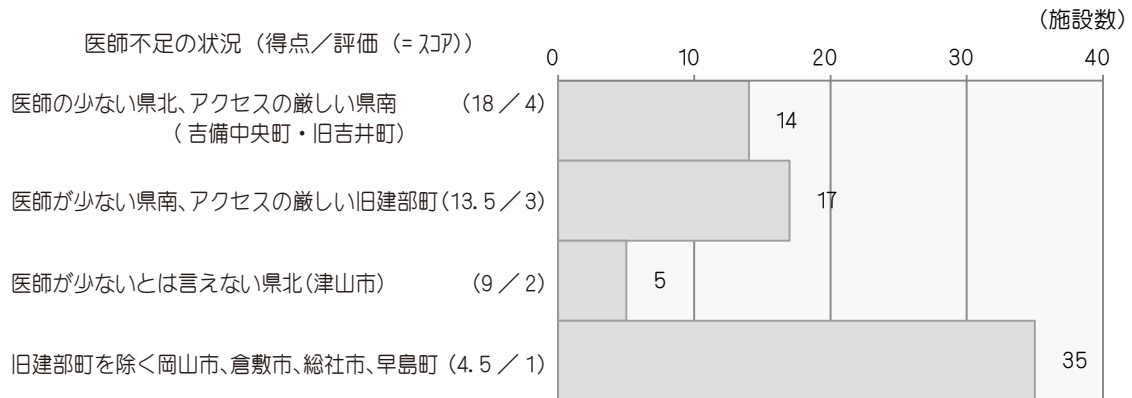 (施設数)
医師不足の状況（得点／評価（=ｽｺｱ））
0 10 20 30 40
医師の少ない県北、アクセスの厳しい県南 (18／4)
（吉備中央町・旧吉井町）
14
医師が少ない県南、アクセスの厳しい旧建部町(13.5／3)
17
医師が少ないとは言えない県北(津山市) (9／2)
5
旧建部町を除く岡山市、倉敷市、総社市、早島町 (4.5／1)
35